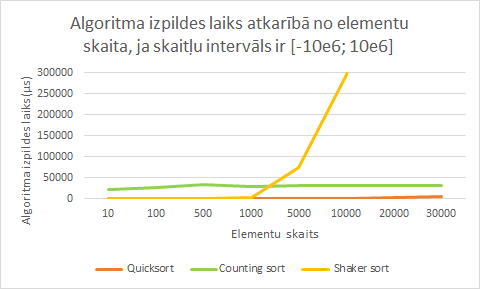 Algoritma izpildes laiks atkarībā no elementu
skaita, ja skaitļu intervāls ir [-10e6; 10e6]
Algoritma izpildes laiks(μs)
300000
250000
200000
150000
100000
50000
0
10 100 500 1000 5000 10000 20000 30000
Elementu skaits
Quicksort Counting sort Shaker sort